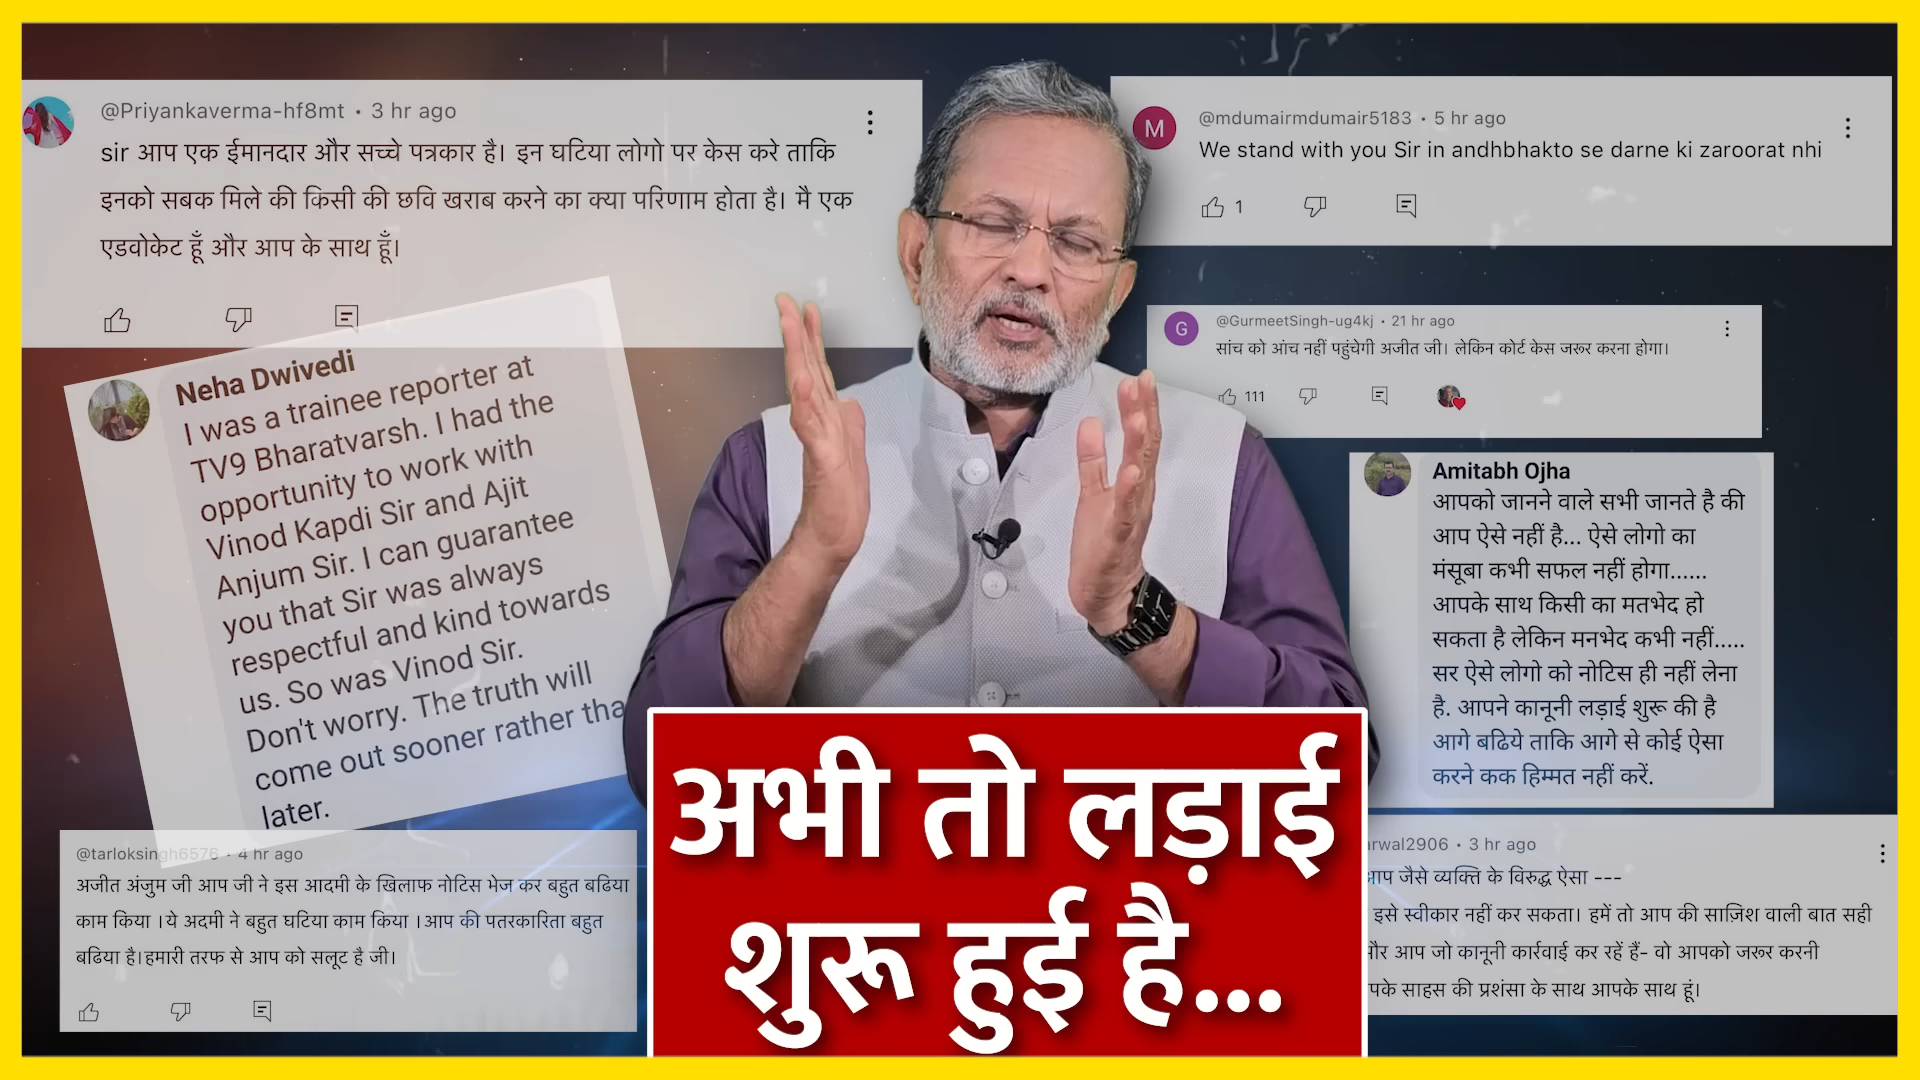 @Priyankaverma-hf8mt • 3 hr ago
sir आप एक ईमानदार और सच्चे पत्रकार है। इन घटिया लोगो पर केस करे ताकि
इनको सबक मिले की किसी की छवि खराब करने का क्या परिणाम होता है। मै एक
एडवोकेट हूँ और आप के साथ हूँ।
Neha Dwivedi
I was a trainee reporter at
TV9 Bharatvarsh. I had the
opportunity to work with
Vinod Kapdi Sir and Ajit
Anjum Sir. I can guarantee
you that Sir was always
respectful and kind towards
us. So was Vinod Sir.
Don't worry. The truth will
come out sooner rather tha
later.
@tarloksingh6576 • 4 hr ago
अजीत अंजुम जी आप जी ने इस आदमी के खिलाफ नोटिस भेज कर बहुत बढिया
काम किया ।ये अदमी ने बहुत घटिया काम किया ।आप की पतरकारिता बहुत
बढिया है।हमारी तरफ से आप को सलूट है जी।
M
@mdumairmdumair5183 • 5 hr ago
We stand with you Sir in andhbhakto se darne ki zaroorat nhi
1
G
@GurmeetSingh-ug4kj • 21 hr ago
सांच को आंच नहीं पहुंचेगी अजीत जी। लेकिन कोर्ट केस जरूर करना होगा।
111
Amitabh Ojha
आपको जानने वाले सभी जानते है की
आप ऐसे नहीं है... ऐसे लोगो का
मंसूबा कभी सफल नहीं होगा......
आपके साथ किसी का मतभेद हो
सकता है लेकिन मनभेद कभी नहीं.....
सर ऐसे लोगो को नोटिस ही नहीं लेना
है. आपने कानूनी लड़ाई शुरू की है
आगे बढिये ताकि आगे से कोई ऐसा
करने कक हिम्मत नहीं करें.
rwal2906 • 3 hr ago
आप जैसे व्यक्ति के विरुद्ध ऐसा ---
इसे स्वीकार नहीं कर सकता। हमें तो आप की साज़िश वाली बात सही
और आप जो कानूनी कार्रवाई कर रहें हैं- वो आपको जरूर करनी
पके साहस की प्रशंसा के साथ आपके साथ हूं।
अभी तो लड़ाई
शुरू हुई है...